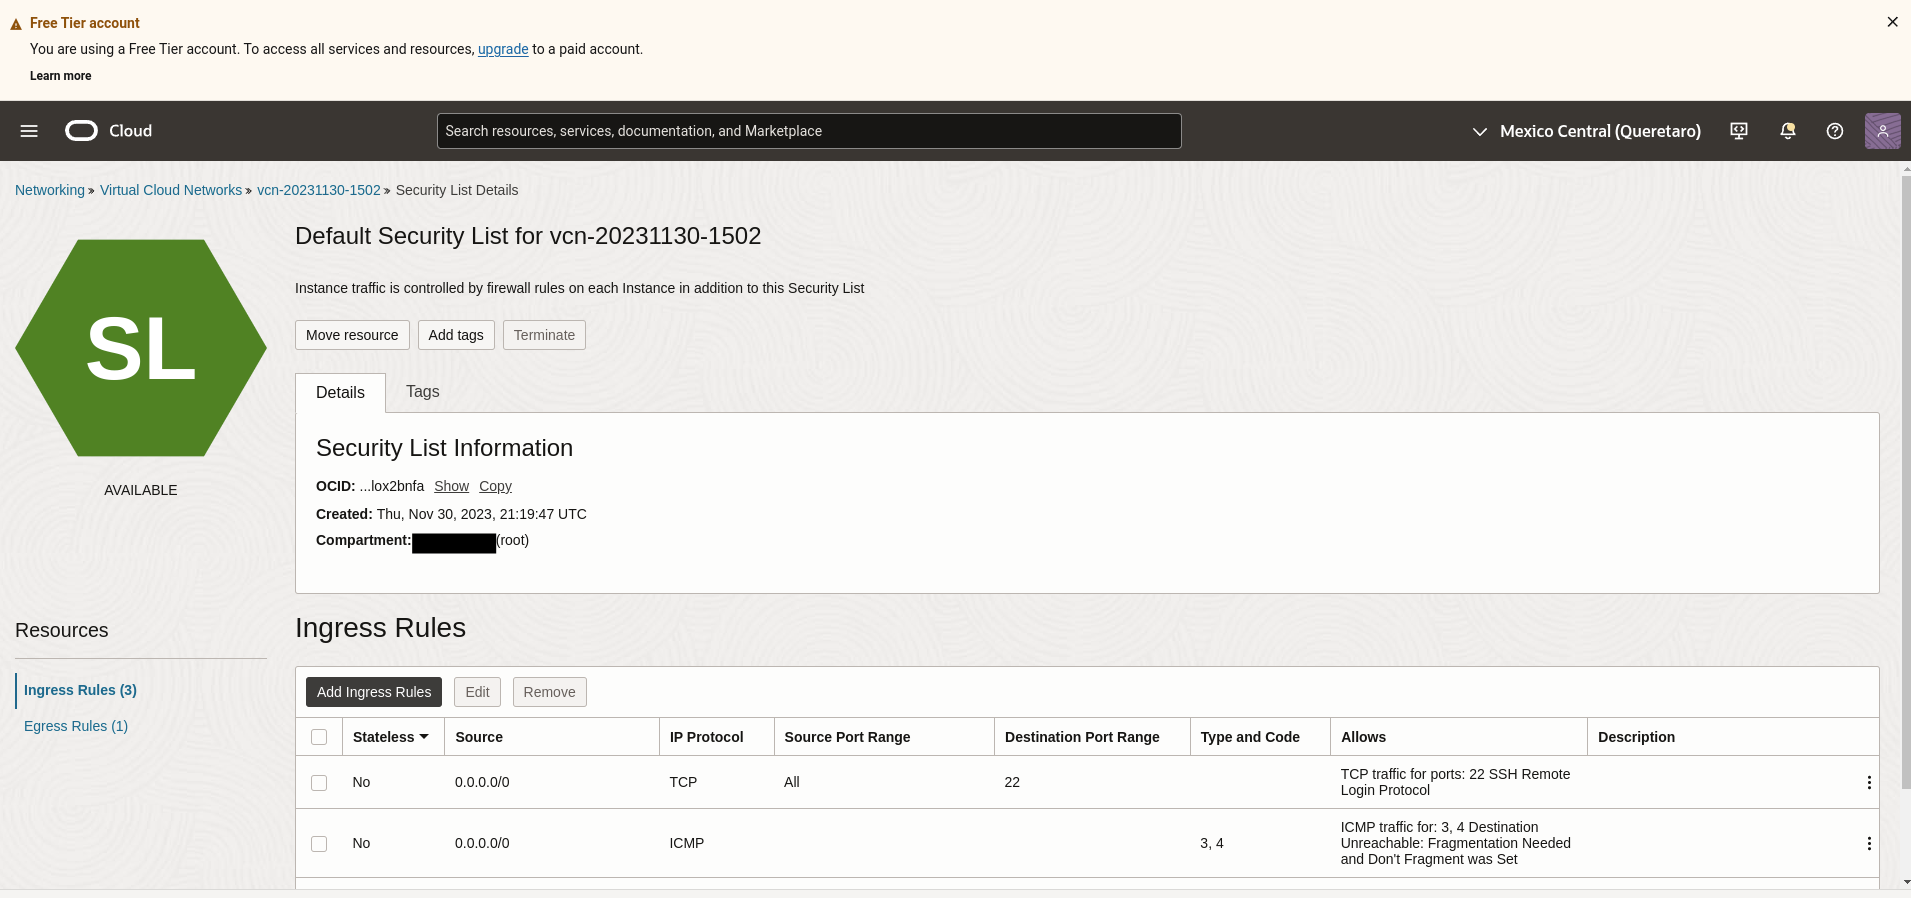 Free Tier account
You are using a Free Tier account. To access all services and resources, upgrade to a paid account.
Learn more
Cloud
Search resources, services, documentation, and Marketplace
Mexico Central (Queretaro)
Networking » Virtual Cloud Networks » vcn-20231130-1502 » Security List Details
Default Security List for vcn-20231130-1502
SL
AVAILABLE
Instance traffic is controlled by firewall rules on each Instance in addition to this Security List
Move resource Add tags Terminate
Details Tags
Security List Information
OCID: ...lox2bnfa Show Copy
Created: Thu, Nov 30, 2023, 21:19:47 UTC
Compartment: (root)
Resources
Ingress Rules (3)
Egress Rules (1)
Ingress Rules
Add Ingress Rules Edit Remove
Stateless Source IP Protocol Source Port Range Destination Port Range Type and Code Allows Description
No 0.0.0.0/0 TCP All 22 TCP traffic for ports: 22 SSH Remote
Login Protocol
No 0.0.0.0/0 ICMP 3, 4 ICMP traffic for: 3, 4 Destination
Unreachable: Fragmentation Needed
and Don't Fragment was Set